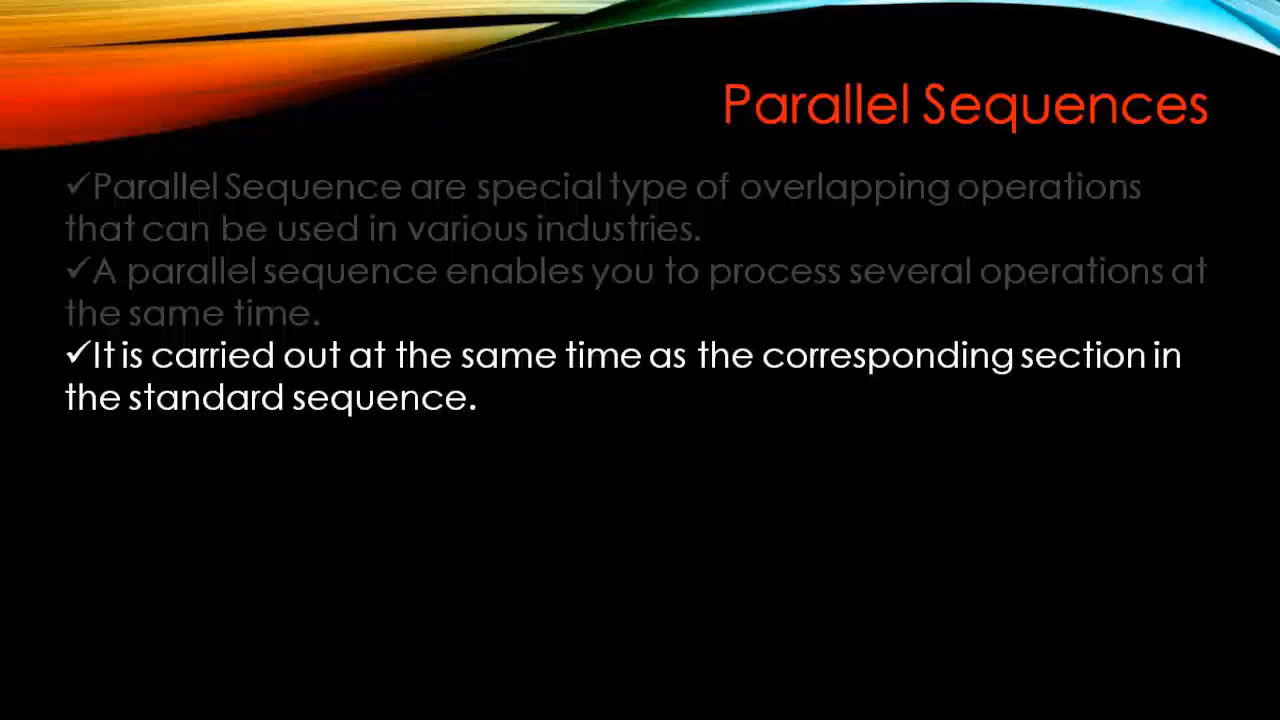 Parallel Sequences
✓Parallel Sequence are special type of overlapping operations
that can be used in various industries.
✓A parallel sequence enables you to process several operations at
the same time.
✓It is carried out at the same time as the corresponding section in
the standard sequence.